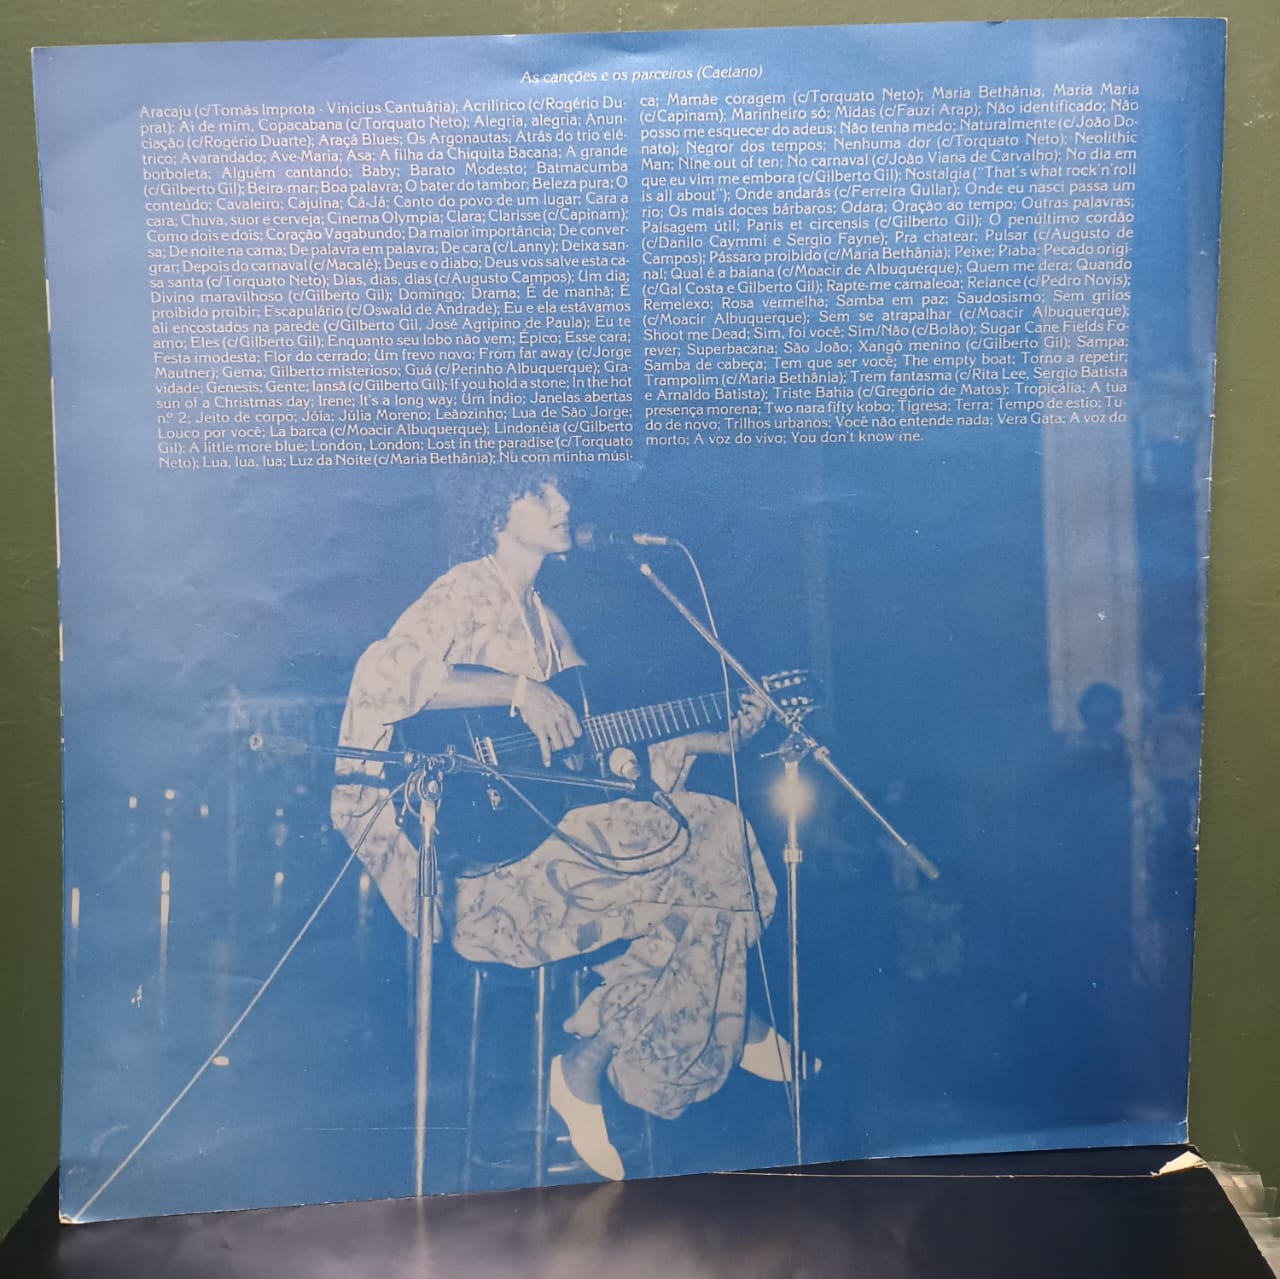 As canções e os parceiros (Caetano)
Aracaju (c/Tomás Improta - Vinicius Cantuária); Acrilírico (c/Rogério Du-
prat); Ai de mim, Copacabana (c/Torquato Neto); Alegria, alegria; Anun-
ciação (c/Rogério Duarte); Araçá Blues; Os Argonautas; Atrás do trio elé-
trico; Avarandado; Ave-Maria; Asa; A filha da Chiquita Bacana; A grande
borboleta; Alguém cantando; Baby; Barato Modesto; Batmacumba
(c/Gilberto Gil); Beira-mar; Boa palavra; O bater do tambor; Beleza pura; O
conteúdo; Cavaleiro; Cajuína; Cá-Já; Canto do povo de um lugar; Cara a
cara; Chuva, suor e cerveja; Cinema Olympia; Clara; Clarisse (c/Capinam);
Como dois e dois; Coração Vagabundo; Da maior importância; De conver-
sa; De noite na cama; De palavra em palavra; De cara (c/Lanny); Deixa san-
grar; Depois do carnaval (c/Macalé); Deus e o diabo; Deus vos salve esta ca-
sa santa (c/Torquato Neto); Dias, dias, dias (c/Augusto Campos); Um dia;
Divino maravilhoso (c/Gilberto Gil); Domingo; Drama; É de manhã; É
proibido proibir; Escapulário (c/Oswald de Andrade); Eu e ela estávamos
ali encostados na parede (c/Gilberto Gil, José Agripino de Paula); Eu te
amo; Eles (c/Gilberto Gil); Enquanto seu lobo não vem; Épico; Esse cara;
Festa imodesta; Flor do cerrado; Um frevo novo; From far away (c/Jorge
Mautner); Gema; Gilberto misterioso; Guá (c/Perinho Albuquerque); Gra-
vidade; Genesis; Gente; Iansã (c/Gilberto Gil); If you hold a stone; In the hot
sun of a Christmas day; Irene; It's a long way; Um Índio; Janelas abertas
n.º 2; Jeito de corpo; Jóia; Júlia Moreno; Leãozinho; Lua de São Jorge;
Louco por você; La barca (c/Moacir Albuquerque); Lindonéia (c/Gilberto
Gil); A little more blue; London, London; Lost in the paradise (c/Torquato
Neto); Lua, lua, lua; Luz da Noite (c/Maria Bethânia); Nu com minha músi-
ca; Mamãe coragem (c/Torquato Neto); Maria Bethânia, Maria Maria
(c/Capinam); Marinheiro só; Midas (c/Fauzi Arap); Não identificado; Não
posso me esquecer do adeus; Não tenha medo; Naturalmente (c/João Do-
nato); Negror dos tempos; Nenhuma dor (c/Torquato Neto); Neolithic
Man; Nine out of ten; No carnaval (c/João Viana de Carvalho); No dia em
que eu vim me embora (c/Gilberto Gil); Nostalgia ("That's what rock'n'roll
is all about"); Onde andarás (c/Ferreira Gullar); Onde eu nasci passa um
rio; Os mais doces bárbaros; Odara; Oração ao tempo; Outras palavras;
Paisagem útil; Panis et circensis (c/Gilberto Gil); O penúltimo cordão
(c/Danilo Caymmi e Sergio Fayne); Pra chatear; Pulsar (c/Augusto de
Campos); Pássaro proibido (c/Maria Bethânia); Peixe; Piaba; Pecado origi-
nal; Qual é a baiana (c/Moacir de Albuquerque); Quem me dera; Quando
(c/Gal Costa e Gilberto Gil); Rapte-me camaleoa; Relance (c/Pedro Novis);
Remelexo; Rosa vermelha; Samba em paz; Saudosismo; Sem grilos
(c/Moacir Albuquerque); Sem se atrapalhar (c/Moacir Albuquerque);
Shoot me Dead; Sim, foi você; Sim/Não (c/Bolão); Sugar Cane Fields Fo-
rever; Superbacana; São João, Xangô menino (c/Gilberto Gil); Sampa;
Samba de cabeça; Tem que ser você; The empty boat; Torno a repetir;
Trampolim (c/Maria Bethânia); Trem fantasma (c/Rita Lee, Sergio Batista
e Arnaldo Batista); Triste Bahia (c/Gregório de Matos); Tropicália; A tua
presença morena; Two nara fifty kobo; Tigresa; Terra; Tempo de estio; Tu-
do de novo; Trilhos urbanos; Você não entende nada; Vera Gata; A voz do
morto; A voz do vivo; You don't know me.